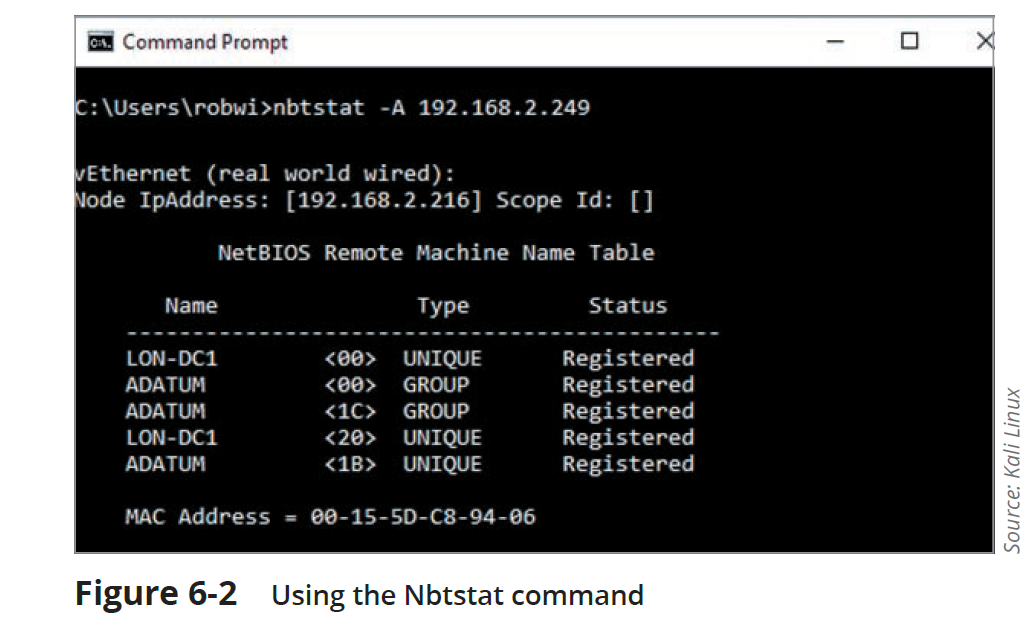 Command Prompt
C:\Users\robwi>nbtstat -A 192.168.2.249
vEthernet (real world wired):
Node IpAddress: [192.168.2.216] Scope Id: []
NetBIOS Remote Machine Name Table
Name Type Status
---------------------------------------------
LON-DC1 <00> UNIQUE Registered
ADATUM <00> GROUP Registered
ADATUM <1C> GROUP Registered
LON-DC1 <20> UNIQUE Registered
ADATUM <1B> UNIQUE Registered
MAC Address = 00-15-5D-C8-94-06
Source: Kali Linux
Figure 6-2 Using the Nbtstat command